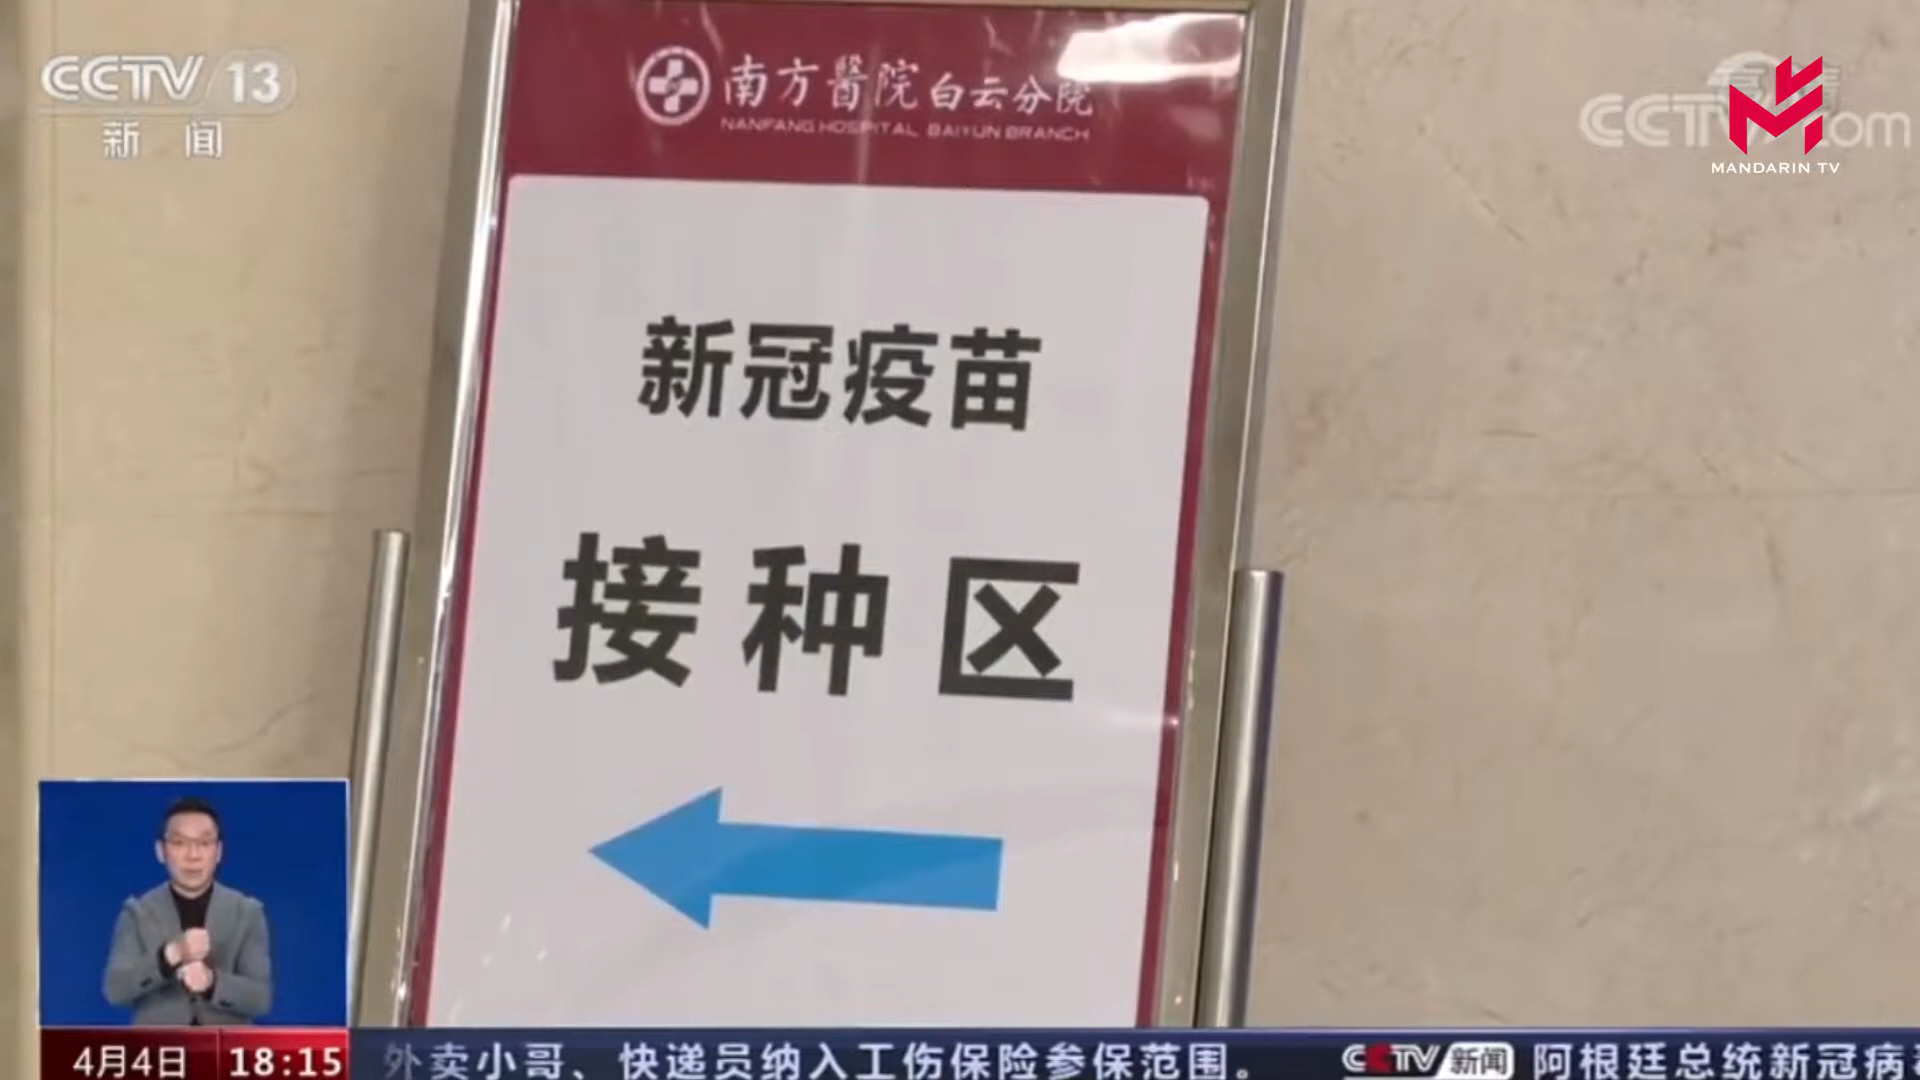 CCTV 13
新闻
南方醫院白云分院
NANFANG HOSPITAL BAIYUN BRANCH
CCTV.com
MANDARIN TV
新冠疫苗
接种区
4月4日 18:15
外卖小哥、快递员纳入工伤保险参保范围。 CCTV新闻 阿根廷总统新冠病